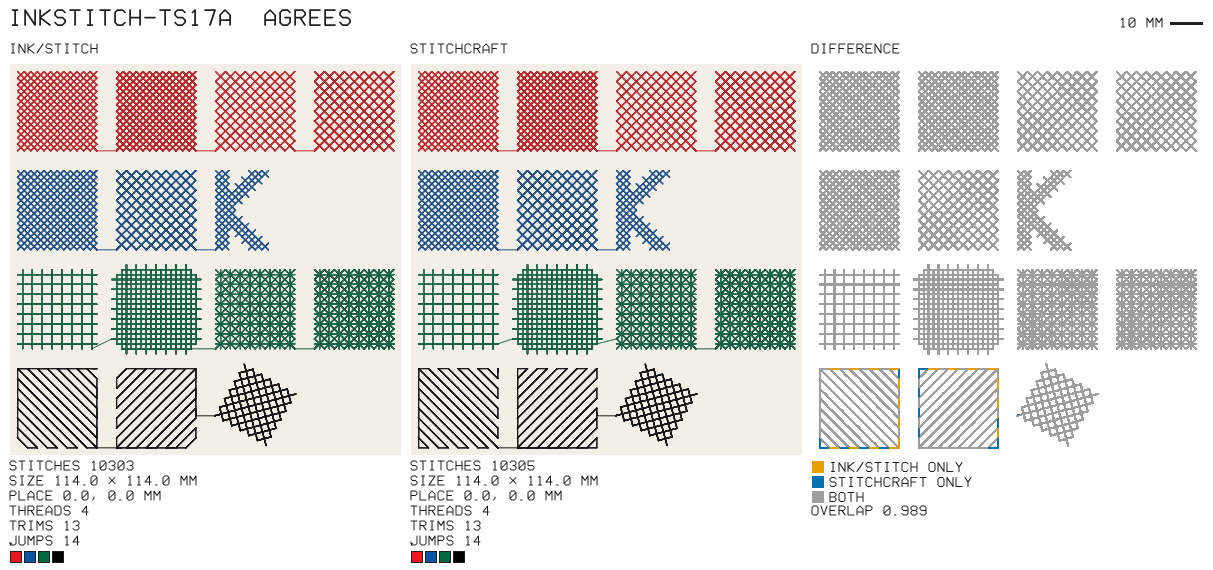 INKSTITCH-TS17A AGREES
10 MM
INK/STITCH
STITCHCRAFT
DIFFERENCE
K
K
K
STITCHES 10303
SIZE 114.0 × 114.0 MM
PLACE 0.0, 0.0 MM
THREADS 4
TRIMS 13
JUMPS 14
STITCHES 10305
SIZE 114.0 × 114.0 MM
PLACE 0.0, 0.0 MM
THREADS 4
TRIMS 13
JUMPS 14
INK/STITCH ONLY
STITCHCRAFT ONLY
BOTH
OVERLAP 0.989